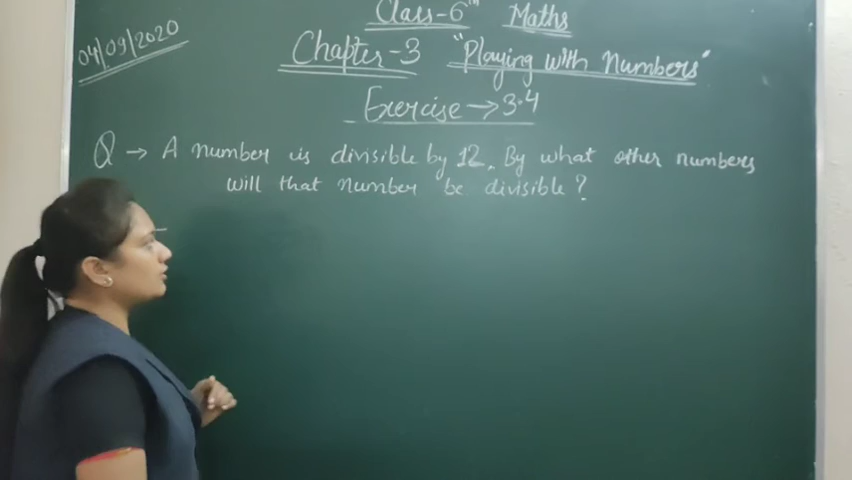 Class-6th Maths
04/09/2020
Chapter-3 "Playing with Numbers"
Exercise → 3.4
Q → A number is divisible by 12. By what other numbers
will that number be divisible?